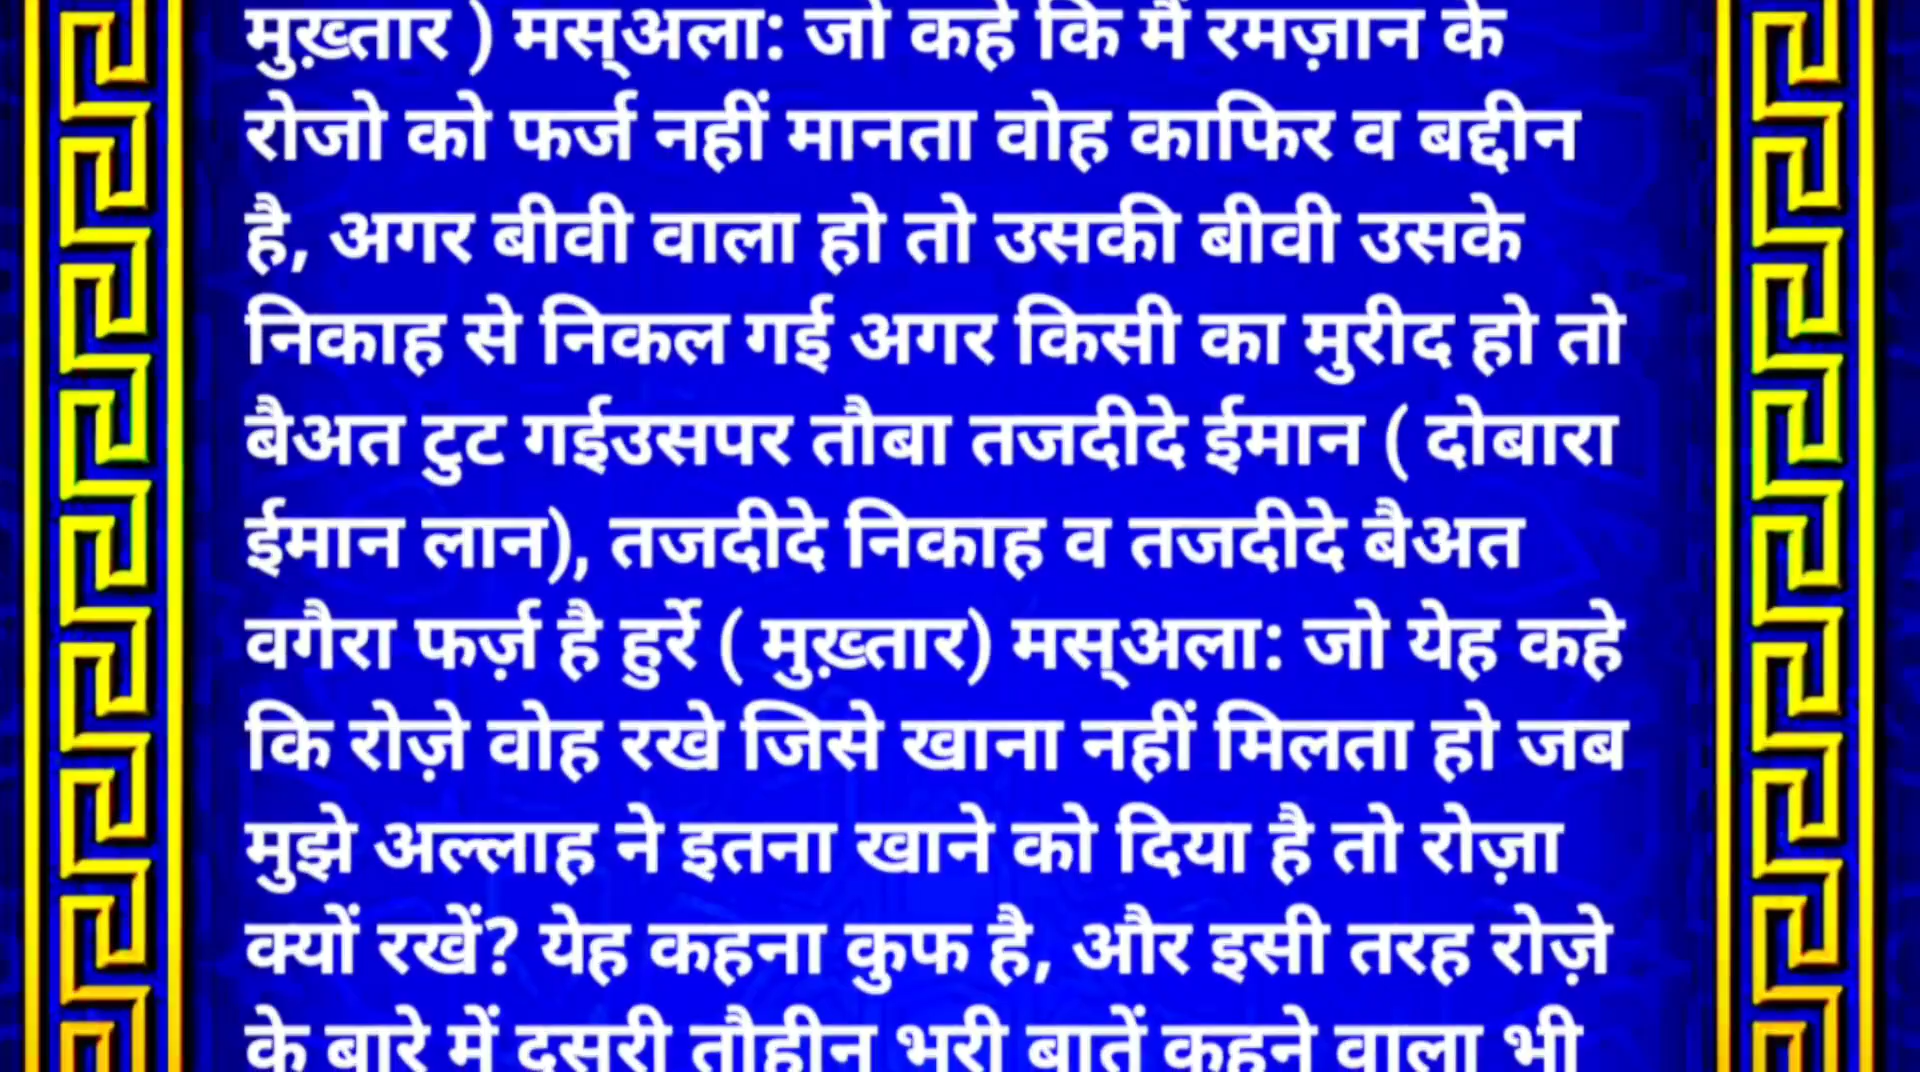 मुख़्तार ) मस्अला: जो कहे कि मैं रमज़ान के
रोजो को फर्ज नहीं मानता वोह काफिर व बद्दीन
है, अगर बीवी वाला हो तो उसकी बीवी उसके
निकाह से निकल गई अगर किसी का मुरीद हो तो
बैअत टुट गईउसपर तौबा तजदीदे ईमान ( दोबारा
ईमान लान), तजदीदे निकाह व तजदीदे बैअत
वगैरा फर्ज़ है हुर्रे ( मुख़्तार) मस्अला: जो येह कहे
कि रोज़े वोह रखे जिसे खाना नहीं मिलता हो जब
मुझे अल्लाह ने इतना खाने को दिया है तो रोज़ा
क्यों रखें? येह कहना कुफ है, और इसी तरह रोज़े
के बारे में दूसरी तौहीन भरी बातें कहने वाला भी